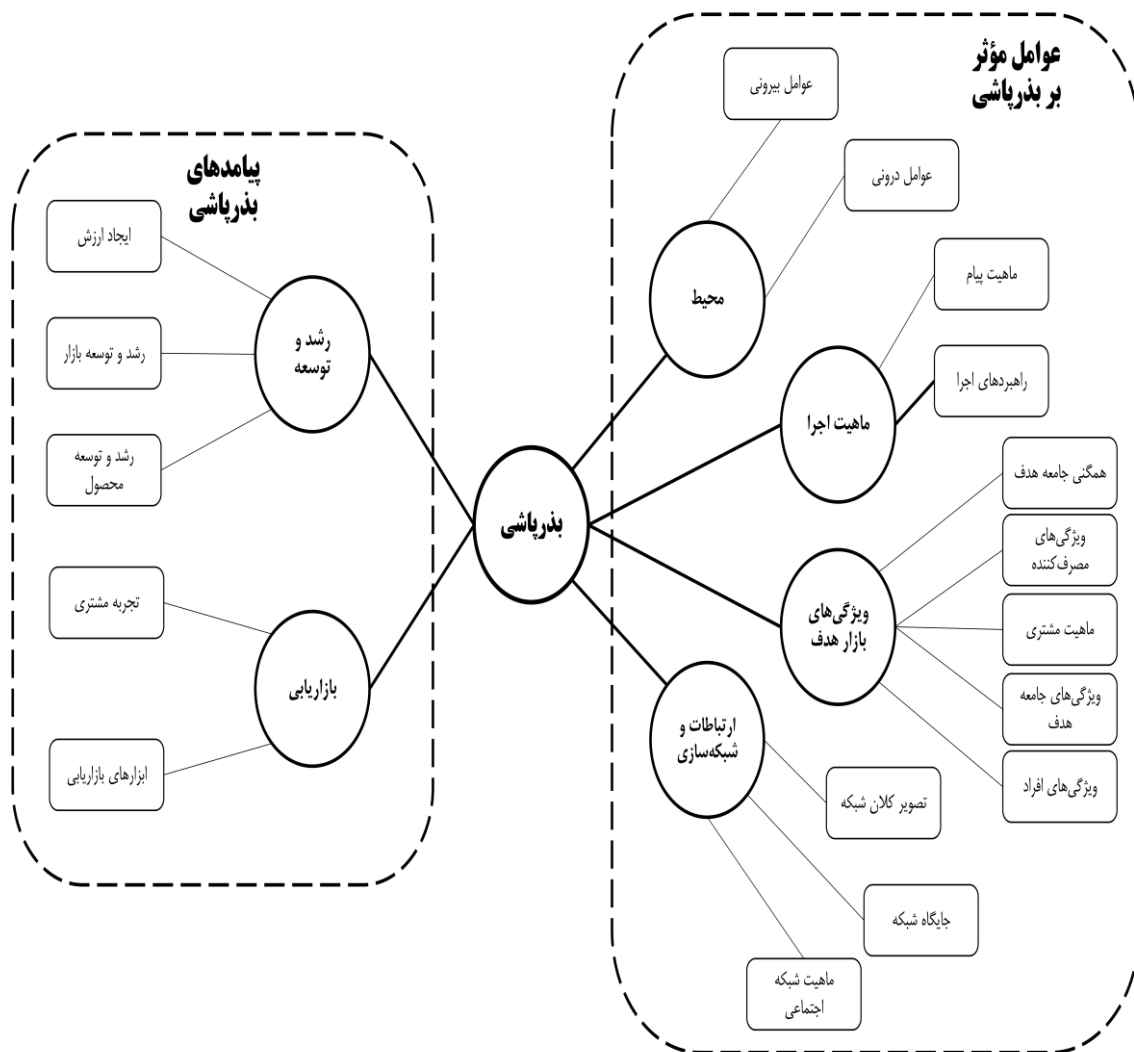 عوامل مؤثر
بر بذرپاشی
عوامل بیرونی
عوامل درونی
محیط
ماهیت پیام
راهبردهای اجرا
ماهیت اجرا
همگنی جامعه هدف
ویژگی‌های
مصرف‌کننده
ماهیت مشتری
ویژگی‌های جامعه
هدف
ویژگی‌های افراد
ویژگی‌های
بازار هدف
ارتباطات و
شبکه‌سازی
تصویر کلان شبکه
جایگاه شبکه
ماهیت شبکه
اجتماعی
بذرپاشی
پیامدهای
بذرپاشی
رشد و
توسعه
ایجاد ارزش
رشد و توسعه بازار
رشد و توسعه
محصول
بازاریابی
تجربه مشتری
ابزارهای بازاریابی